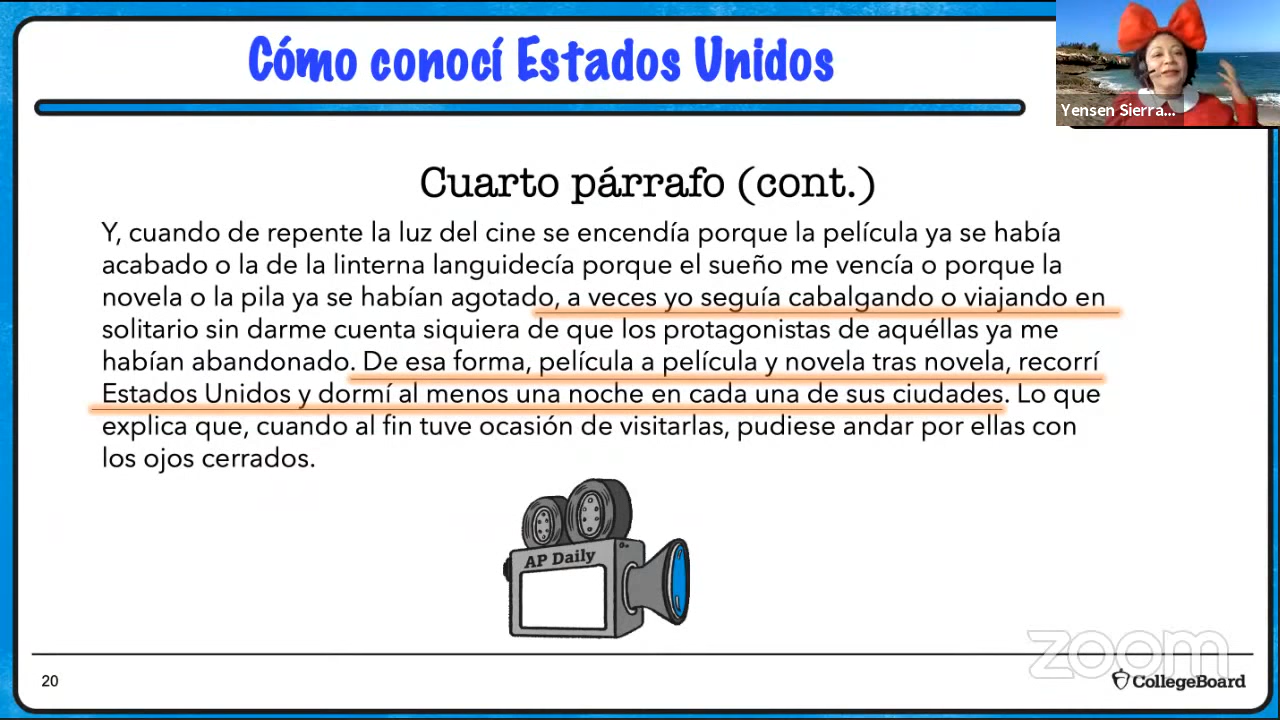 Cómo conocí Estados Unidos
Yensen Sierra...
Cuarto párrafo (cont.)
Y, cuando de repente la luz del cine se encendía porque la película ya se había
acabado o la de la linterna languidecía porque el sueño me vencía o porque la
novela o la pila ya se habían agotado, a veces yo seguía cabalgando o viajando en
solitario sin darme cuenta siquiera de que los protagonistas de aquéllas ya me
habían abandonado. De esa forma, película a película y novela tras novela, recorrí
Estados Unidos y dormí al menos una noche en cada una de sus ciudades. Lo que
explica que, cuando al fin tuve ocasión de visitarlas, pudiese andar por ellas con
los ojos cerrados.
AP Daily
zoom
20
CollegeBoard